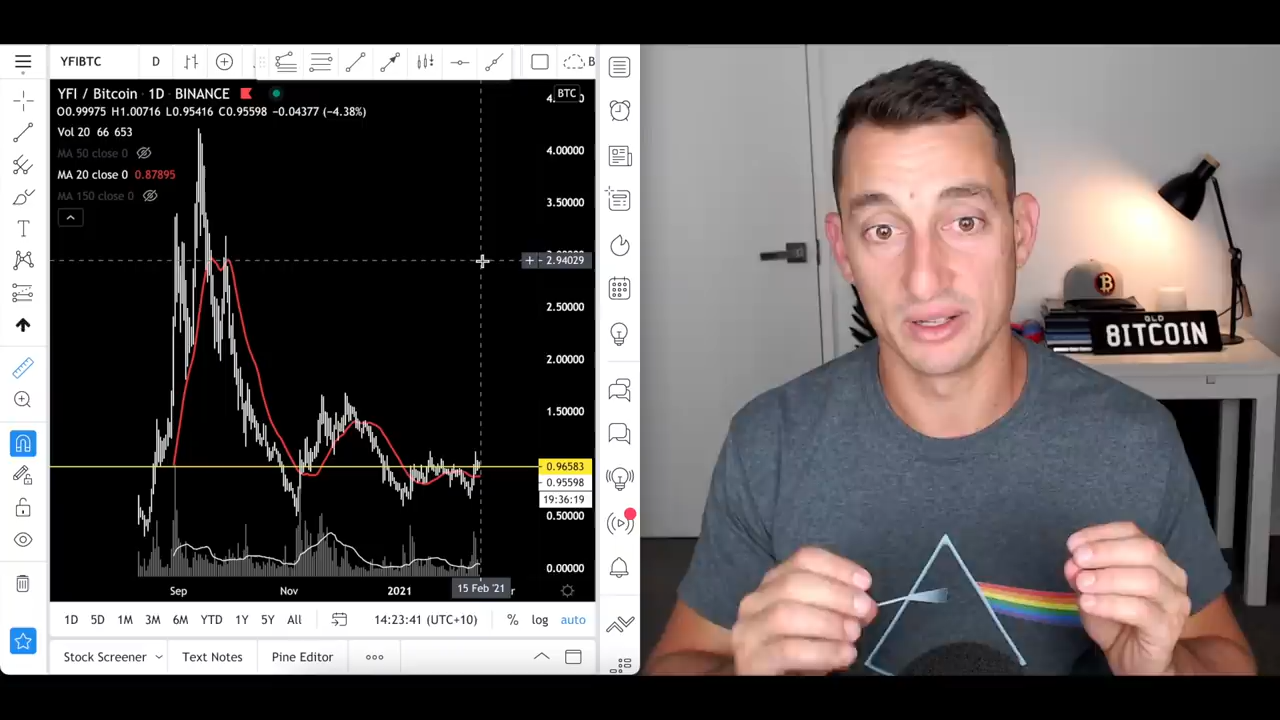 YFIBTC D B
YFI / Bitcoin · 1D · BINANCE BTC
O0.99975 H1.00716 L0.95416 C0.95598 −0.04377 (−4.38%)
Vol 20 66 653
MA 50 close 0
MA 20 close 0 0.87895
MA 150 close 0
4.00000
3.50000
+ 2.94029
2.50000
2.00000
1.50000
0.96583
0.95598
19:36:19
0.50000
0.00000
Sep Nov 2021 15 Feb '21
1D 5D 1M 3M 6M YTD 1Y 5Y All 14:23:41 (UTC+10) % log auto
Stock Screener Text Notes Pine Editor
QLD
8ITCOIN